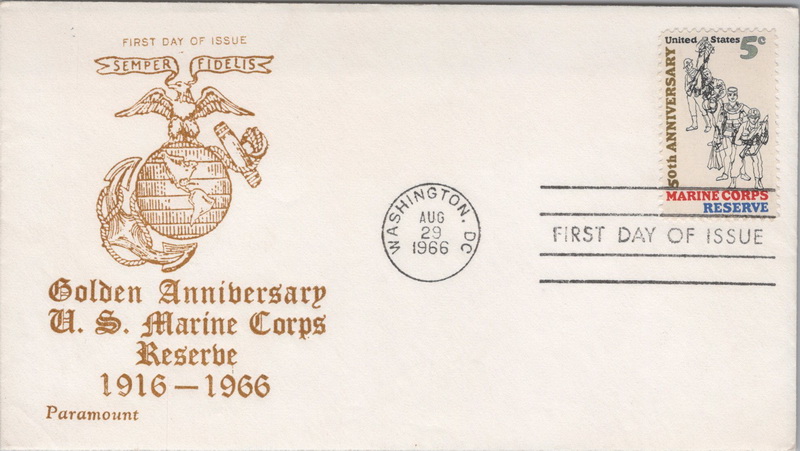 FIRST DAY OF ISSUE
SEMPER FIDELIS
Golden Anniversary
U. S. Marine Corps
Reserve
1916 — 1966
Paramount
WASHINGTON, DC
AUG
29
1966
United States 5c
50th ANNIVERSARY
MARINE CORPS
RESERVE
FIRST DAY OF ISSUE